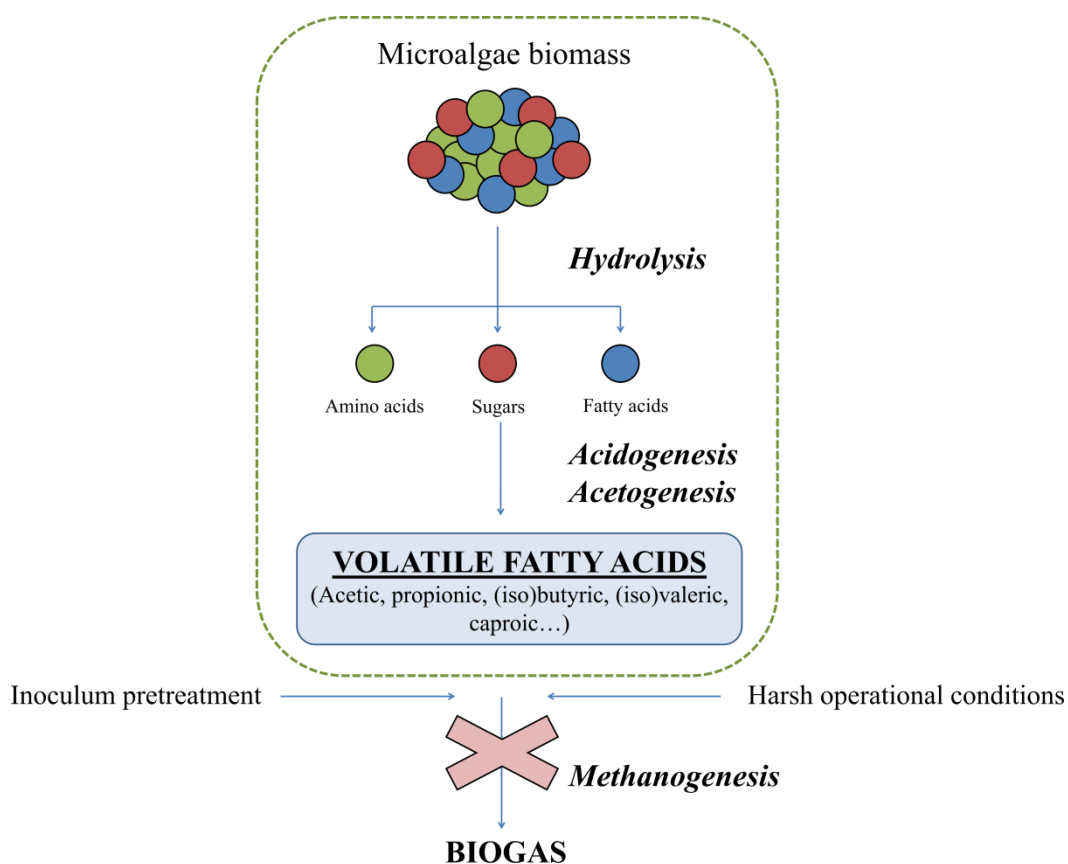 Microalgae biomass
Hydrolysis
Amino acids
Sugars
Fatty acids
Acidogenesis
Acetogenesis
VOLATILE FATTY ACIDS
(Acetic, propionic, (iso)butyric, (iso)valeric,
caproic…)
Inoculum pretreatment
Harsh operational conditions
Methanogenesis
BIOGAS